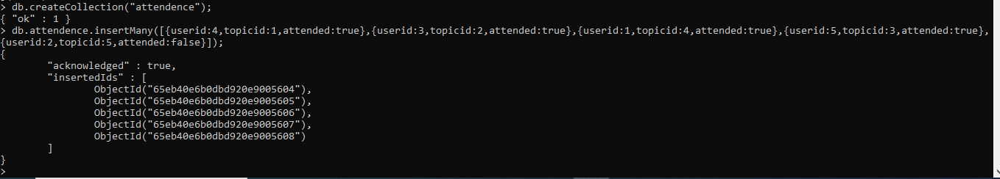 > db.createCollection("attendence");
{ "ok" : 1 }
> db.attendence.insertMany([{userid:4,topicid:1,attended:true},{userid:3,topicid:2,attended:true},{userid:1,topicid:4,attended:true},{userid:5,topicid:3,attended:true},
{userid:2,topicid:5,attended:false}]);
{
        "acknowledged" : true,
        "insertedIds" : [
                ObjectId("65eb40e6b0dbd920e9005604"),
                ObjectId("65eb40e6b0dbd920e9005605"),
                ObjectId("65eb40e6b0dbd920e9005606"),
                ObjectId("65eb40e6b0dbd920e9005607"),
                ObjectId("65eb40e6b0dbd920e9005608")
        ]
}
>